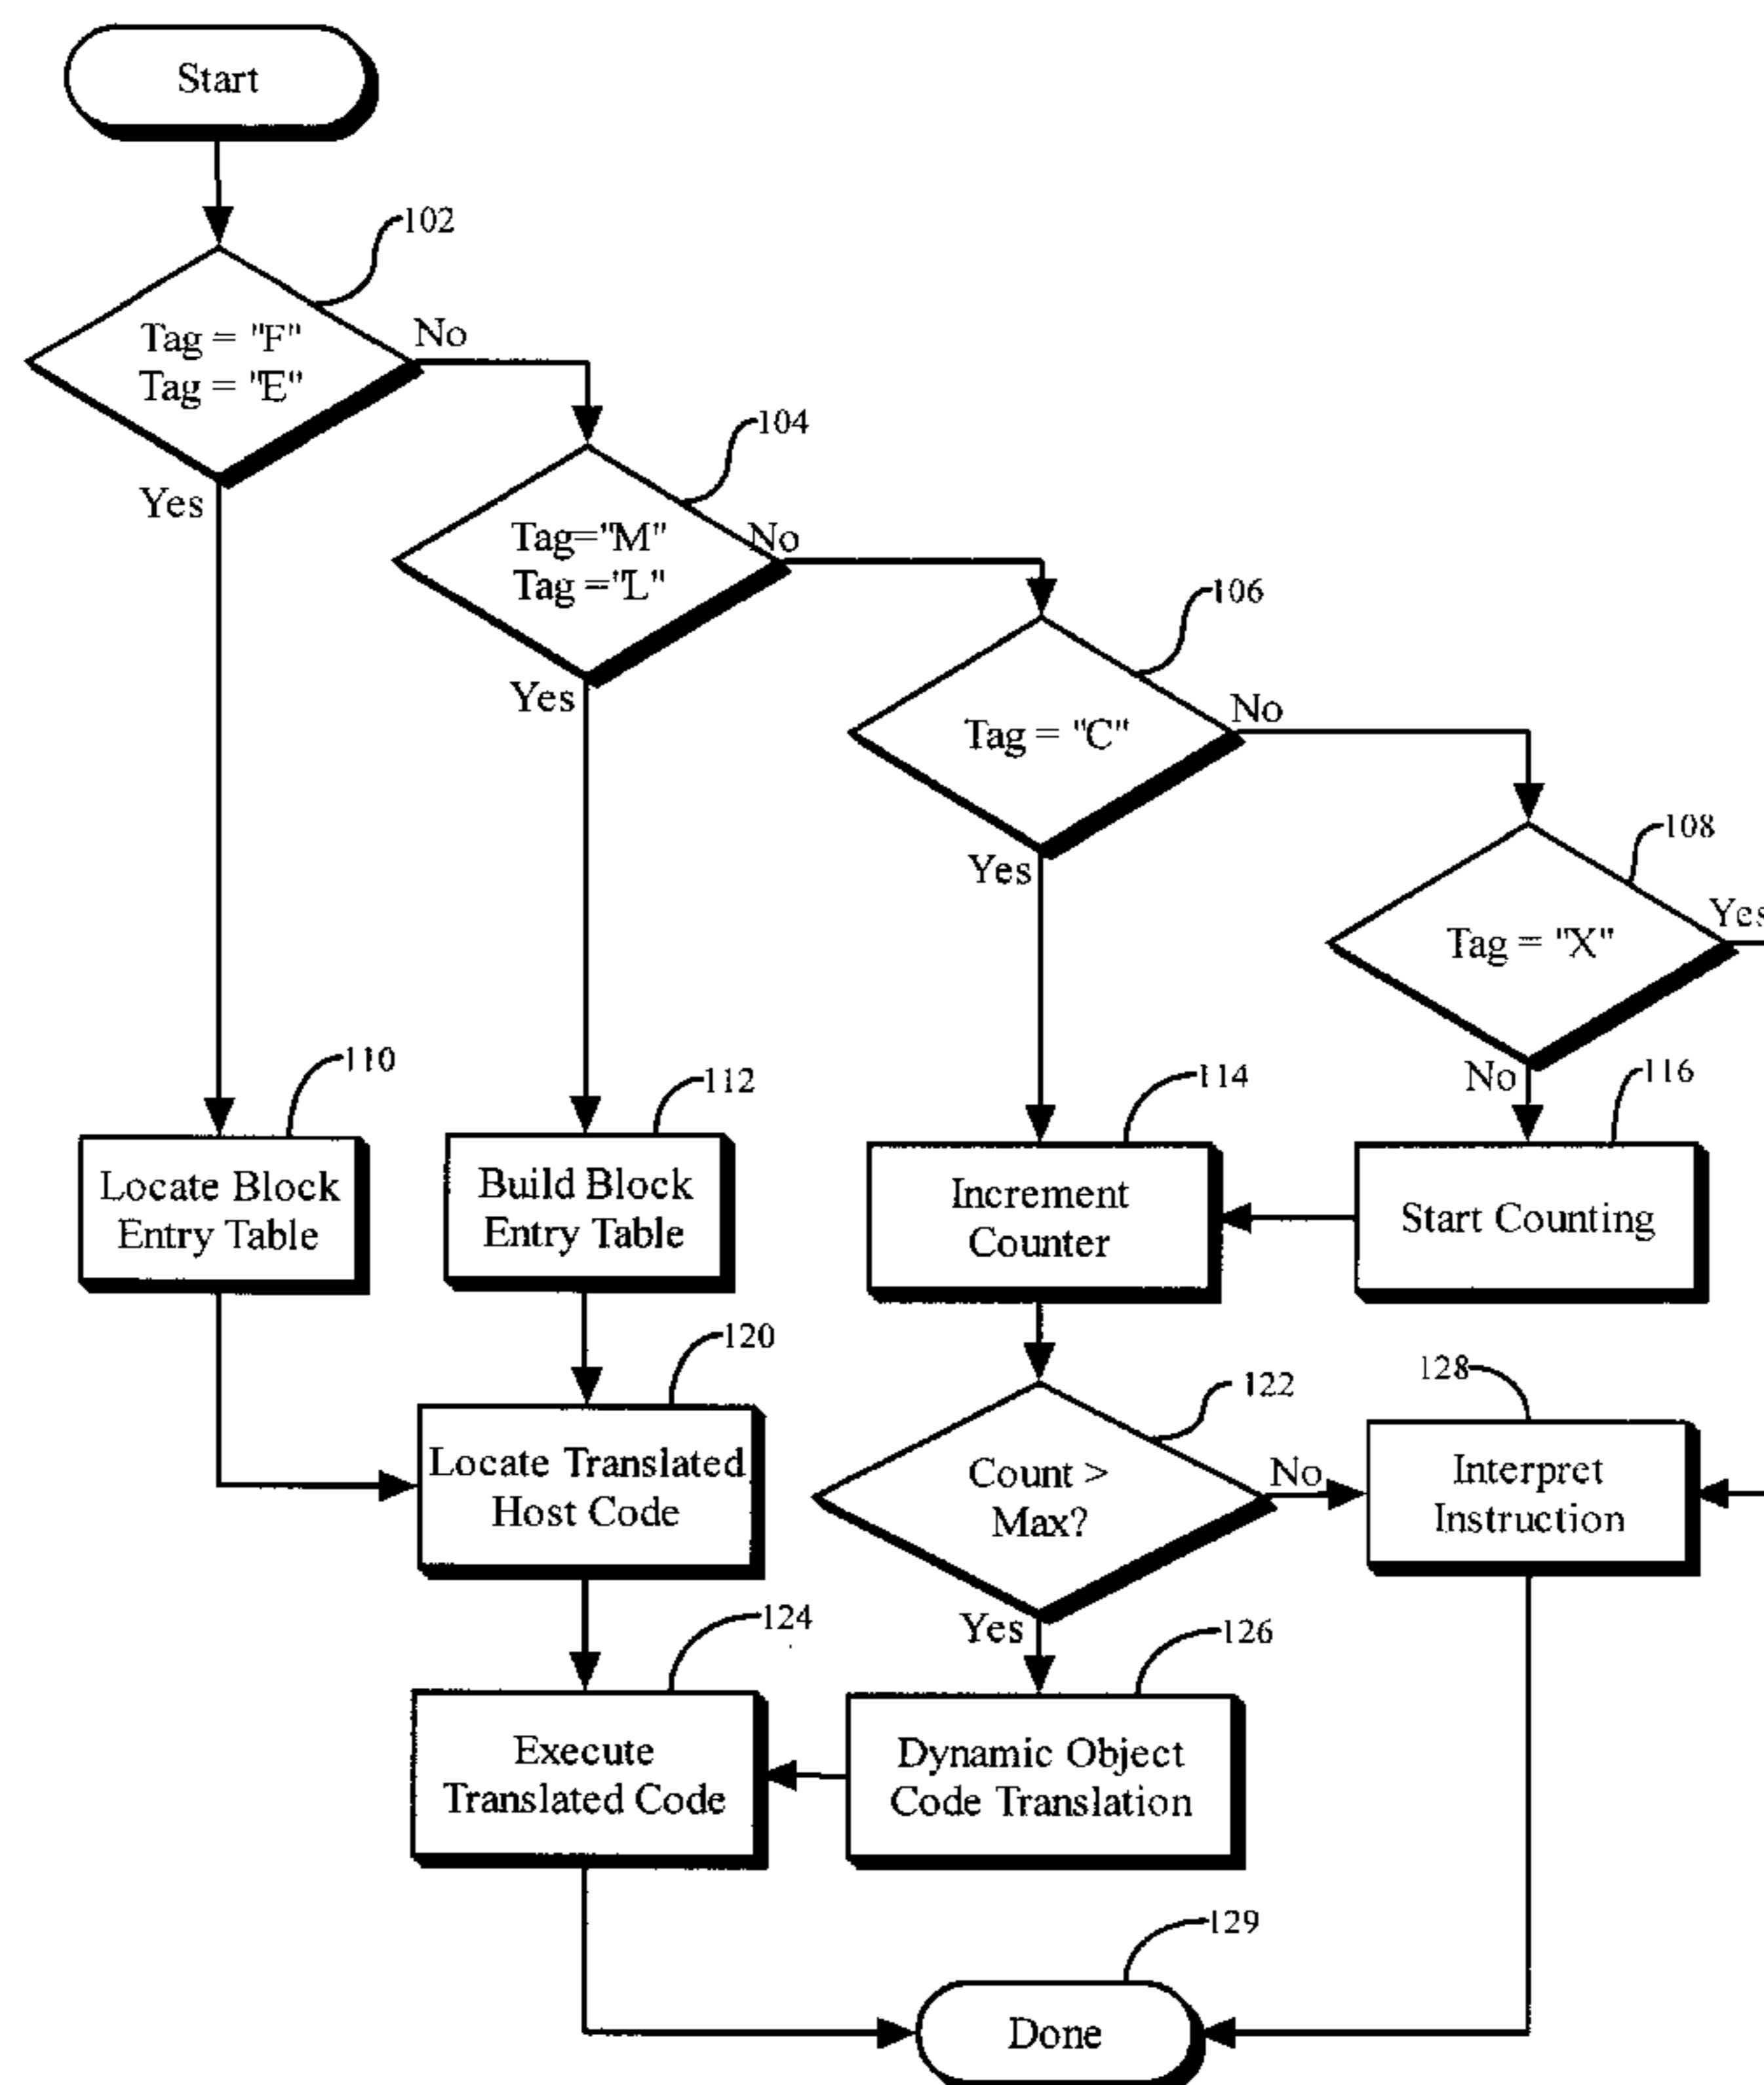 Start
102
Tag = "F"
Tag = "E"
No
Yes
104
Tag="M"
Tag ="L"
No
Yes
106
Tag = "C"
No
Yes
108
Tag = "X"
Yes
No
110
Locate Block
Entry Table
112
Build Block
Entry Table
114
Increment
Counter
116
Start Counting
120
Locate Translated
Host Code
122
Count >
Max?
No
Yes
128
Interpret
Instruction
124
Execute
Translated Code
126
Dynamic Object
Code Translation
129
Done